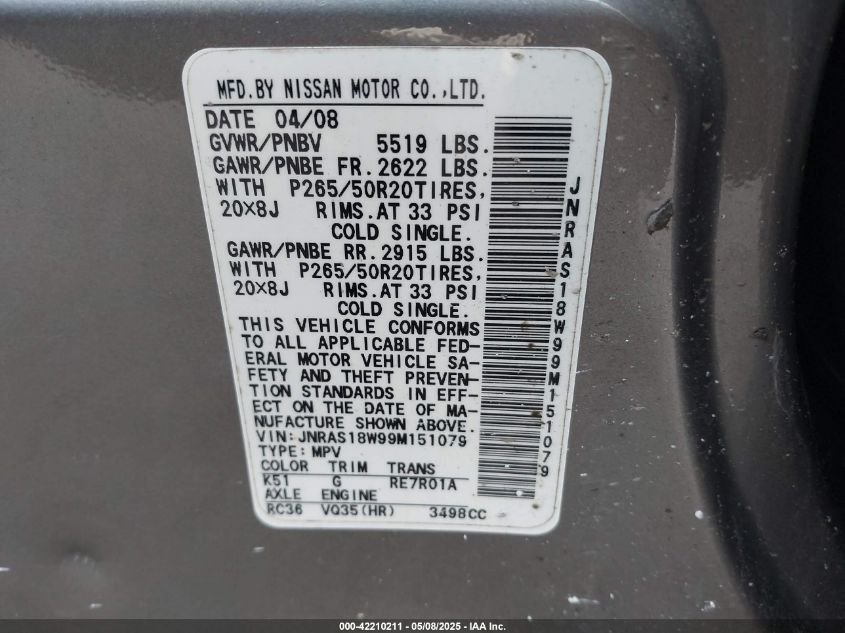 MFD.BY NISSAN MOTOR CO.,LTD.
DATE 04/08
GVWR/PNBV 5519 LBS.
GAWR/PNBE FR.2622 LBS.
WITH P265/50R20TIRES,
20×8J RIMS.AT 33 PSI
COLD SINGLE.
GAWR/PNBE RR.2915 LBS.
WITH P265/50R20TIRES,
20×8J RIMS.AT 33 PSI
COLD SINGLE.
THIS VEHICLE CONFORMS
TO ALL APPLICABLE FED-
ERAL MOTOR VEHICLE SA-
FETY AND THEFT PREVEN-
TION STANDARDS IN EFF-
ECT ON THE DATE OF MA-
NUFACTURE SHOWN ABOVE.
VIN:JNRAS18W99M151079
TYPE:MPV
COLOR TRIM TRANS
K51 G RE7R01A
AXLE ENGINE
RC36 VQ35(HR) 3498CC
JNRAS18W99M151079
000-42210211 - 05/08/2025 - IAA Inc.